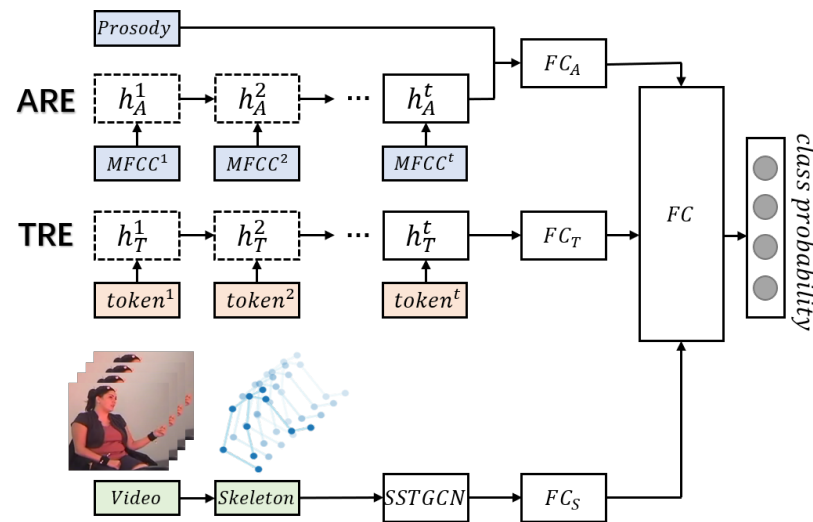 Prosody
FC_A
ARE
h_A^1
h_A^2
...
h_A^t
MFCC^1
MFCC^2
MFCC^t
FC
class probability
TRE
h_T^1
h_T^2
...
h_T^t
FC_T
token^1
token^2
token^t
Video
Skeleton
SSTGCN
FC_S